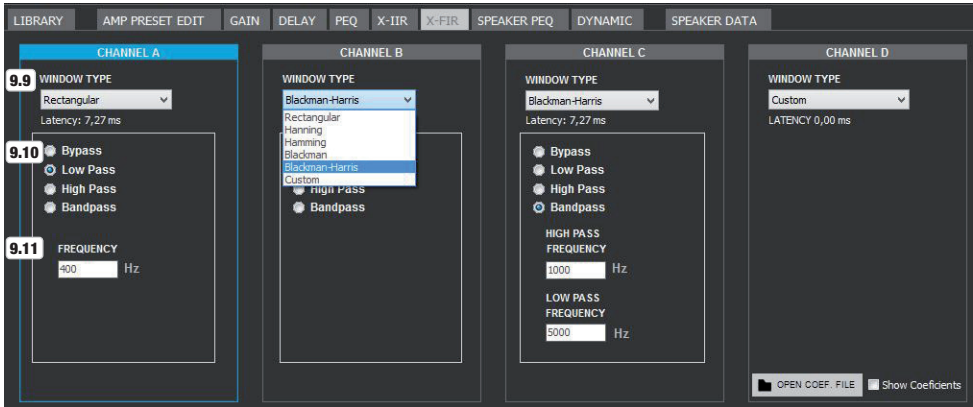 LIBRARY AMP PRESET EDIT GAIN DELAY PEQ X-IIR X-FIR SPEAKER PEQ DYNAMIC SPEAKER DATA
CHANNEL A
9.9 WINDOW TYPE
Rectangular
Latency: 7,27 ms
9.10 Bypass
Low Pass
High Pass
Bandpass
9.11 FREQUENCY
400 Hz
CHANNEL B
WINDOW TYPE
Blackman-Harris
Rectangular
Hanning
Hamming
Blackman
Blackman-Harris
Custom
High Pass
Bandpass
CHANNEL C
WINDOW TYPE
Blackman-Harris
Latency: 7,27 ms
Bypass
Low Pass
High Pass
Bandpass
HIGH PASS
FREQUENCY
1000 Hz
LOW PASS
FREQUENCY
5000 Hz
CHANNEL D
WINDOW TYPE
Custom
LATENCY 0,00 ms
OPEN COEF. FILE Show Coeficients